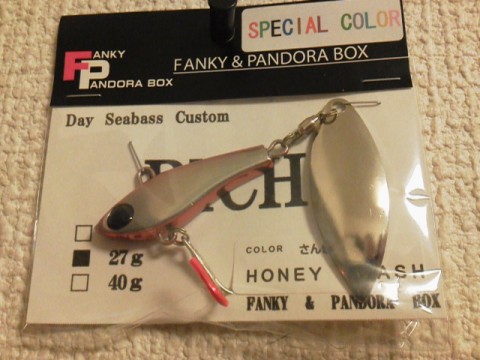 SPECIAL COLOR
FANKY
PANDORA BOX
FANKY & PANDORA BOX
Day Seabass Custom
27g
40g
COLOR
HONEY
FANKY & PANDORA BOX